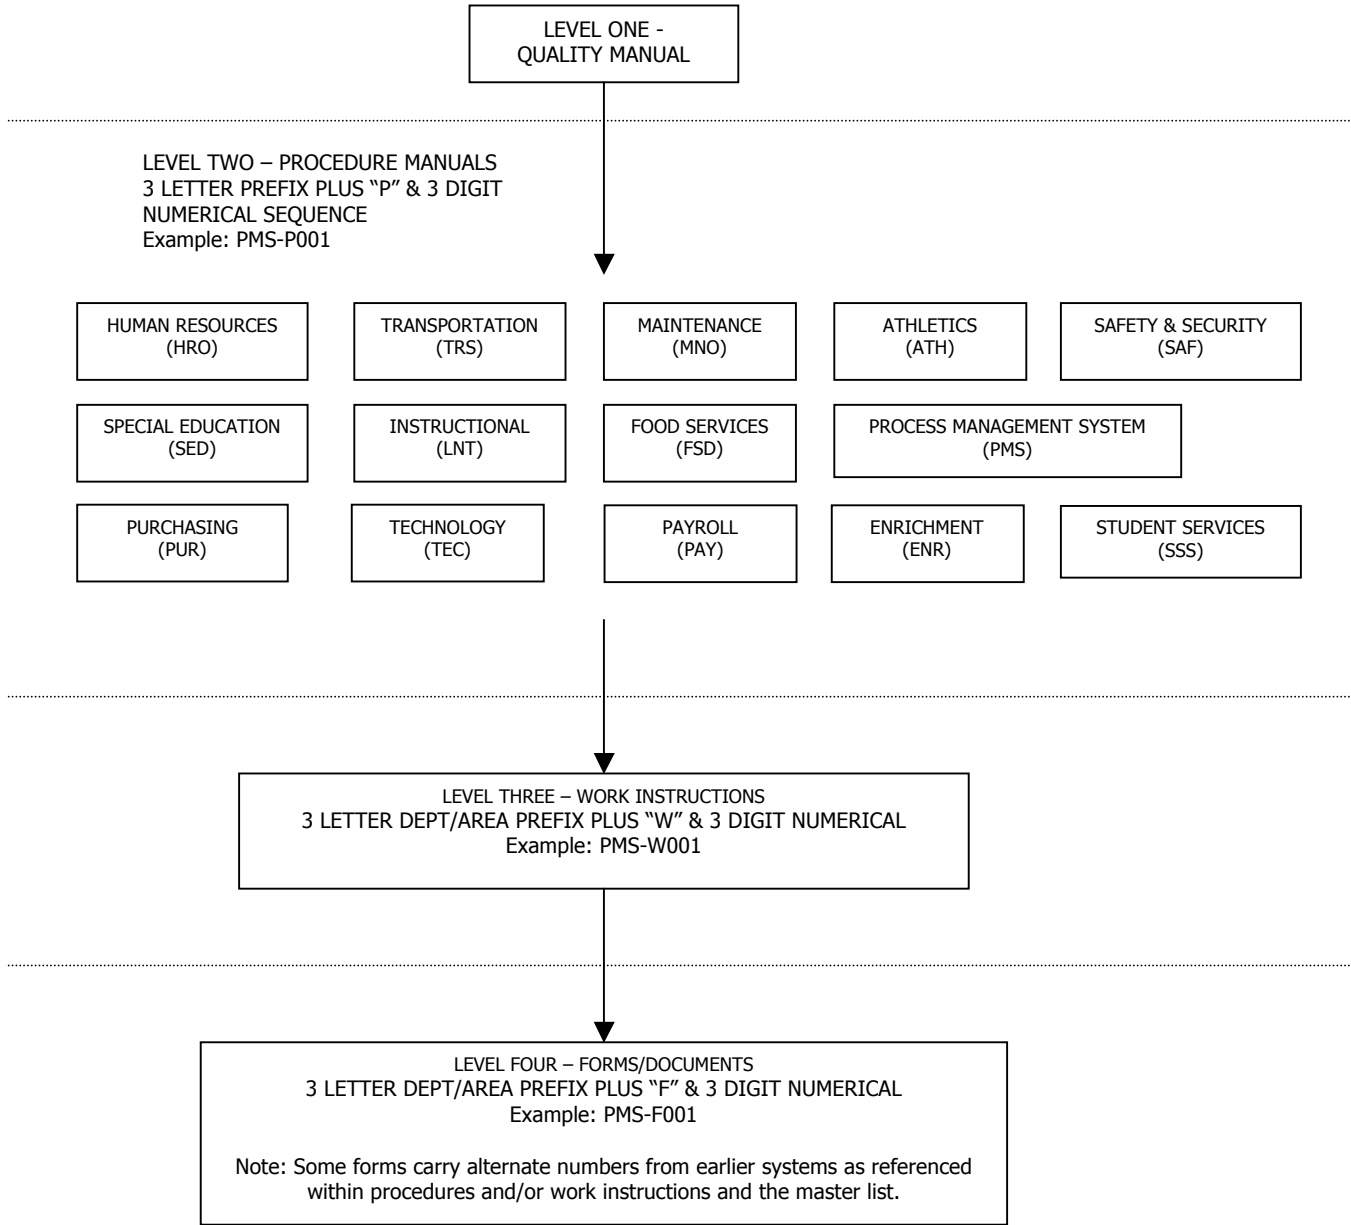 LEVEL ONE -
QUALITY MANUAL
LEVEL TWO – PROCEDURE MANUALS
3 LETTER PREFIX PLUS “P” & 3 DIGIT
NUMERICAL SEQUENCE
Example: PMS-P001
HUMAN RESOURCES
(HRO)
TRANSPORTATION
(TRS)
MAINTENANCE
(MNO)
ATHLETICS
(ATH)
SAFETY & SECURITY
(SAF)
SPECIAL EDUCATION
(SED)
INSTRUCTIONAL
(LNT)
FOOD SERVICES
(FSD)
PROCESS MANAGEMENT SYSTEM
(PMS)
PURCHASING
(PUR)
TECHNOLOGY
(TEC)
PAYROLL
(PAY)
ENRICHMENT
(ENR)
STUDENT SERVICES
(SSS)
LEVEL THREE – WORK INSTRUCTIONS
3 LETTER DEPT/AREA PREFIX PLUS “W” & 3 DIGIT NUMERICAL
Example: PMS-W001
LEVEL FOUR – FORMS/DOCUMENTS
3 LETTER DEPT/AREA PREFIX PLUS “F” & 3 DIGIT NUMERICAL
Example: PMS-F001
Note: Some forms carry alternate numbers from earlier systems as referenced
within procedures and/or work instructions and the master list.